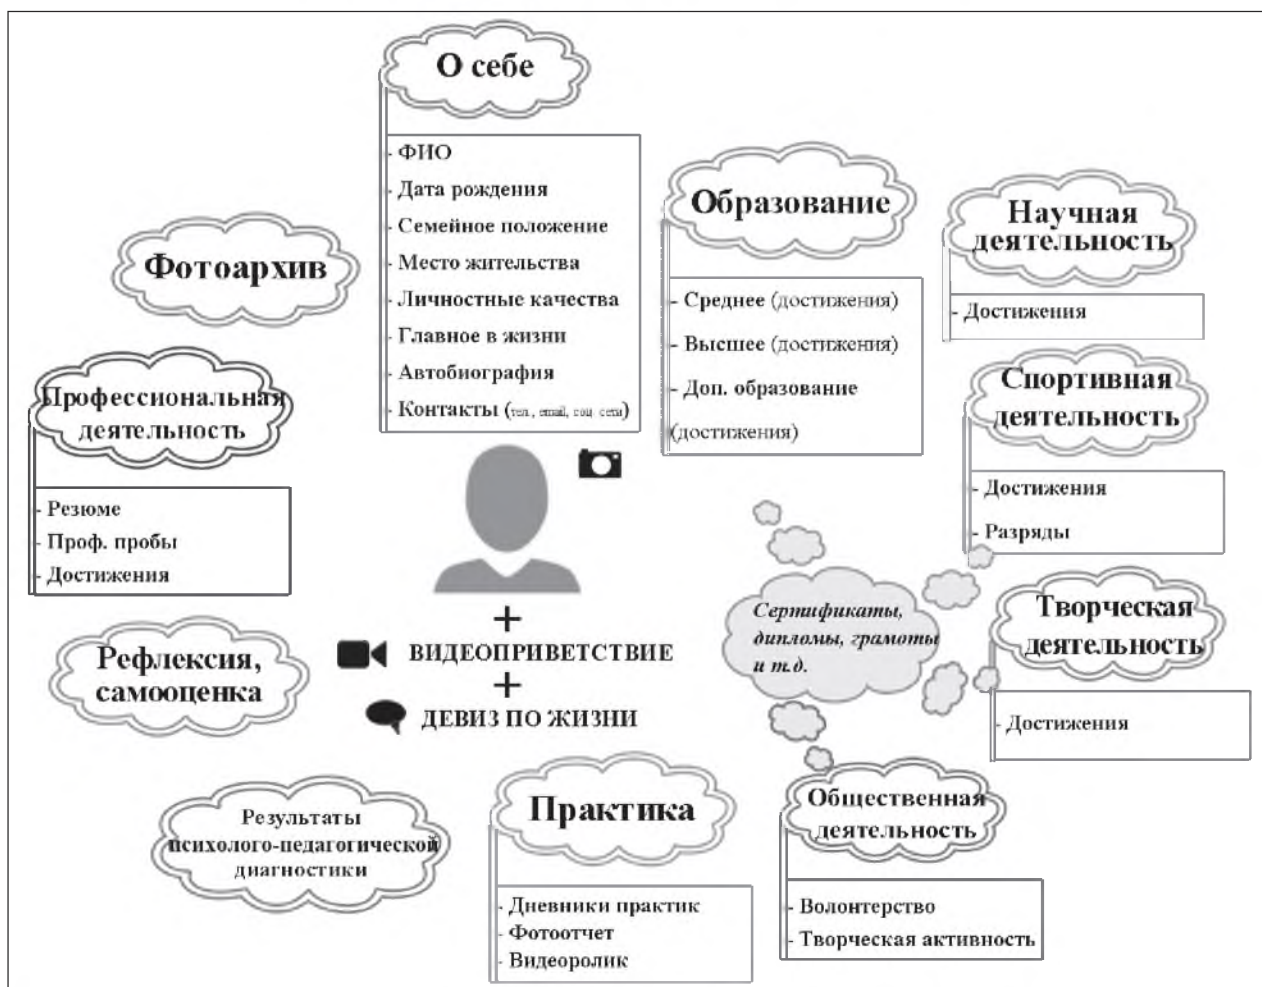 О себе
- ФИО
- Дата рождения
- Семейное положение
- Место жительства
- Личностные качества
- Главное в жизни
- Автобиография
- Контакты (тел., email, соц. сети)
Образование
- Среднее (достижения)
- Высшее (достижения)
- Доп. образование
(достижения)
Научная
деятельность
- Достижения
Фотоархив
Профессиональная
деятельность
- Резюме
- Проф. пробы
- Достижения
Спортивная
деятельность
- Достижения
- Разряды
Сертификаты,
дипломы, грамоты
и т.д.
Творческая
деятельность
- Достижения
Рефлексия,
самооценка
+
ВИДЕОПРИВЕТСТВИЕ
+
ДЕВИЗ ПО ЖИЗНИ
Результаты
психолого-педагогической
диагностики
Практика
- Дневники практик
- Фотоотчет
- Видеоролик
Общественная
деятельность
- Волонтерство
- Творческая активность